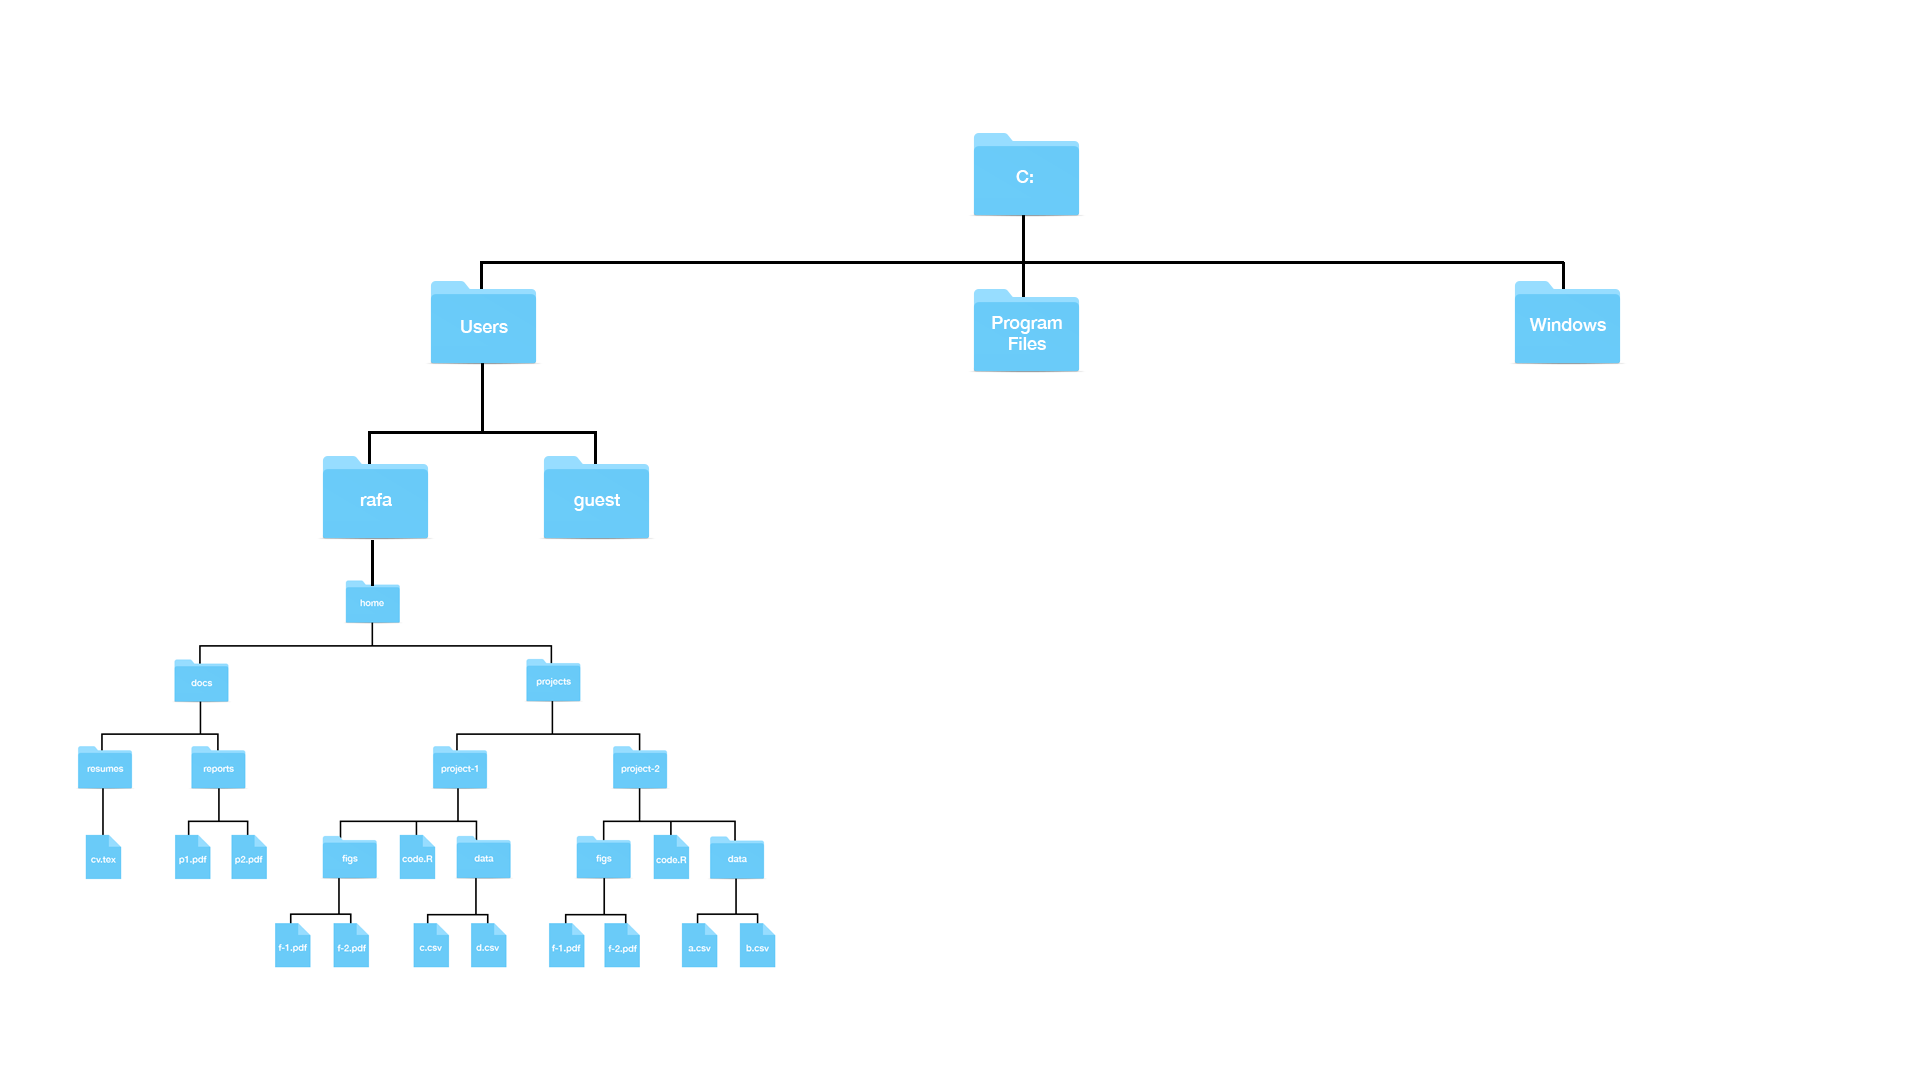 C:
Users
Program
Files
Windows
rafa
guest
home
docs
projects
resumes
reports
project-1
project-2
cv.tex
p1.pdf
p2.pdf
figs
code.R
data
figs
code.R
data
f-1.pdf
f-2.pdf
c.csv
d.csv
f-1.pdf
f-2.pdf
a.csv
b.csv